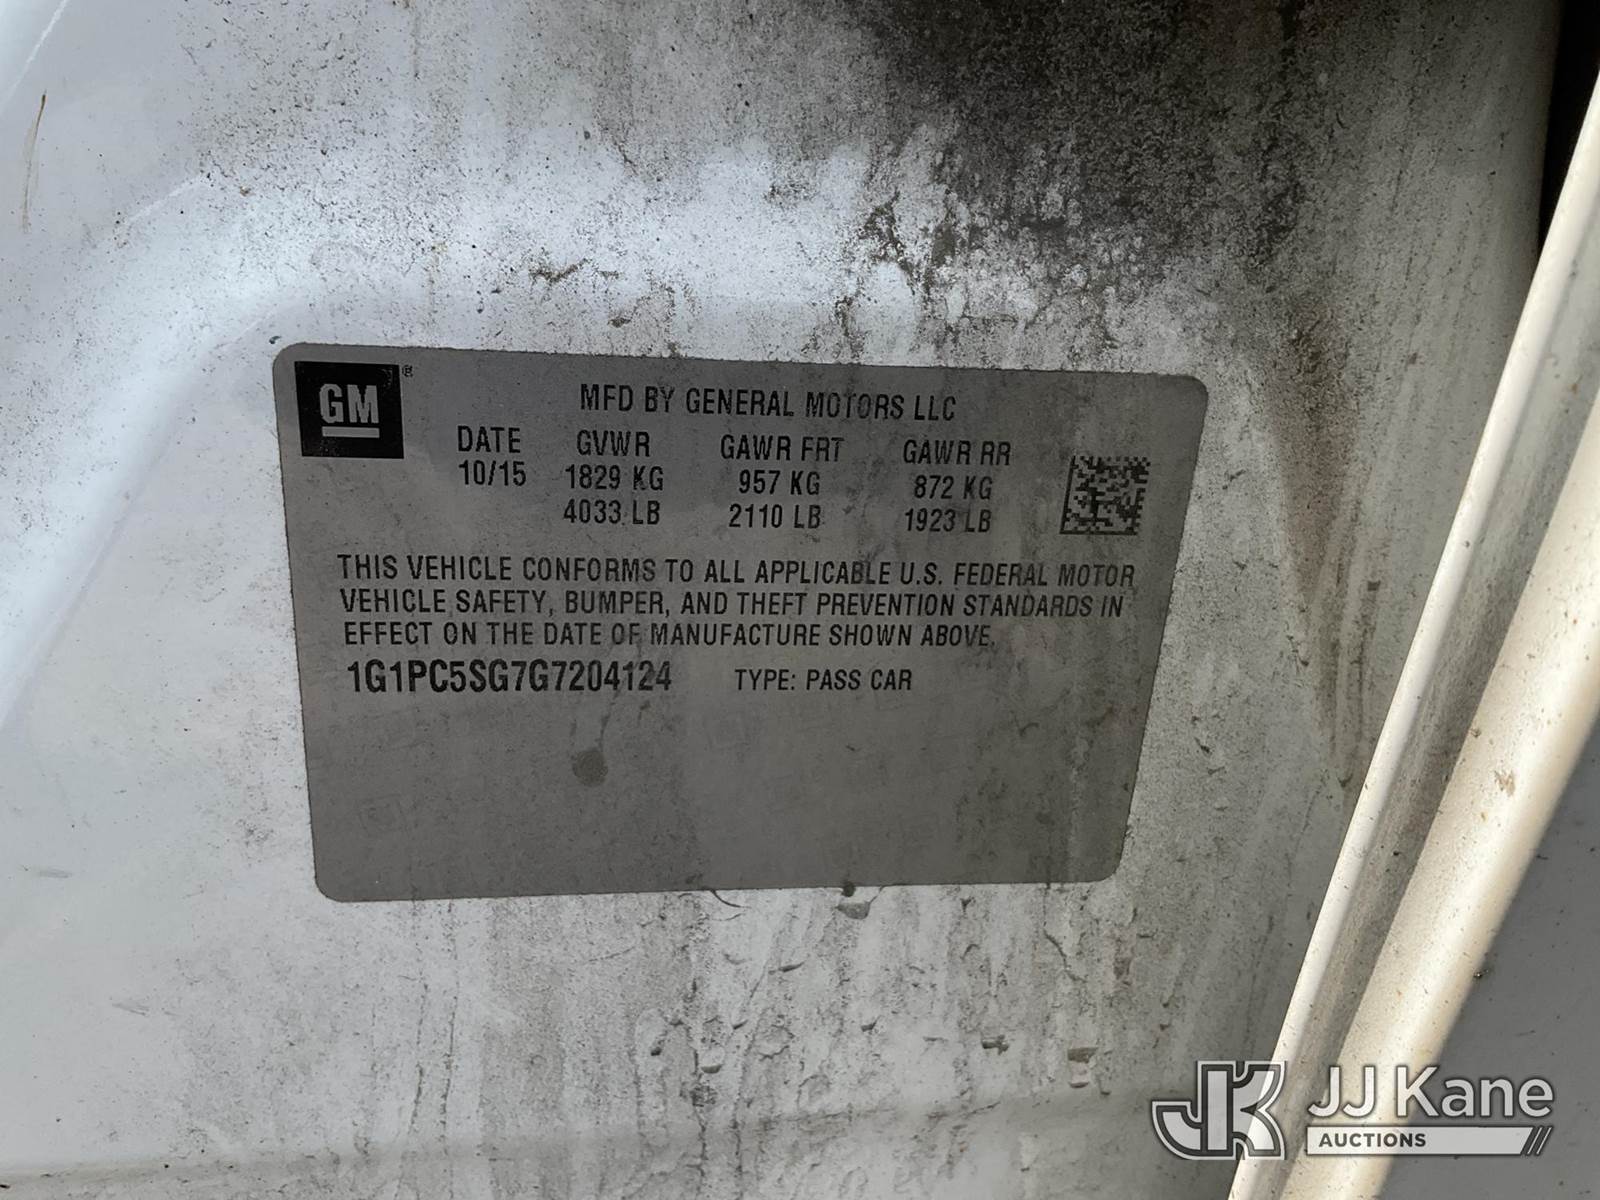 GM ®
MFD BY GENERAL MOTORS LLC
DATE GVWR GAWR FRT GAWR RR
10/15 1829 KG 957 KG 872 KG
4033 LB 2110 LB 1923 LB
THIS VEHICLE CONFORMS TO ALL APPLICABLE U.S. FEDERAL MOTOR
VEHICLE SAFETY, BUMPER, AND THEFT PREVENTION STANDARDS IN
EFFECT ON THE DATE OF MANUFACTURE SHOWN ABOVE.
1G1PC5SG7G7204124 TYPE: PASS CAR
JK JJ Kane
AUCTIONS